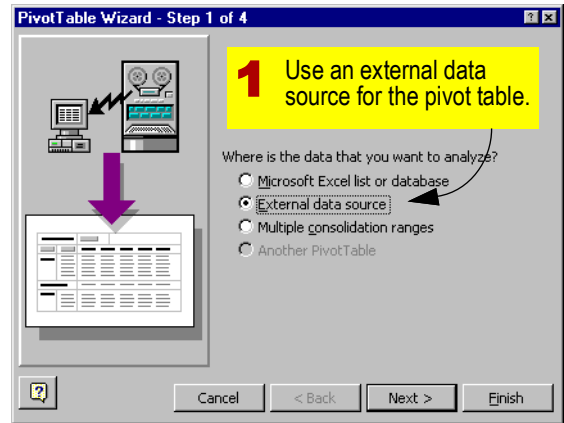 PivotTable Wizard - Step 1 of 4
1 Use an external data
source for the pivot table.
Where is the data that you want to analyze?
Microsoft Excel list or database
External data source
Multiple consolidation ranges
Another PivotTable
Cancel
< Back
Next >
Finish